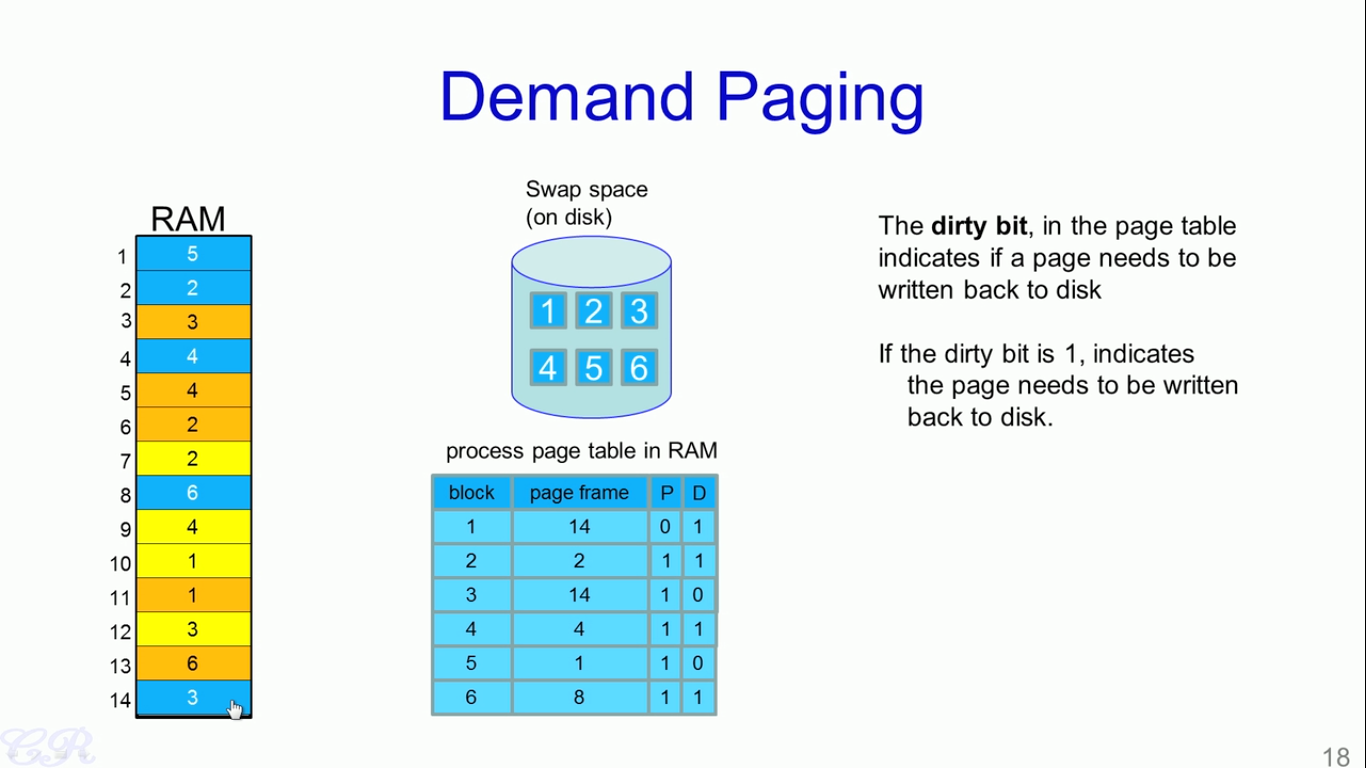 Demand Paging
RAM
1 5
2 2
3 3
4 4
5 4
6 2
7 2
8 6
9 4
10 1
11 1
12 3
13 6
14 3
Swap space
(on disk)
1 2 3
4 5 6
process page table in RAM
block page frame P D
1 14 0 1
2 2 1 1
3 14 1 0
4 4 1 1
5 1 1 0
6 8 1 1
The dirty bit, in the page table
indicates if a page needs to be
written back to disk
If the dirty bit is 1, indicates
the page needs to be written
back to disk.
CR
18